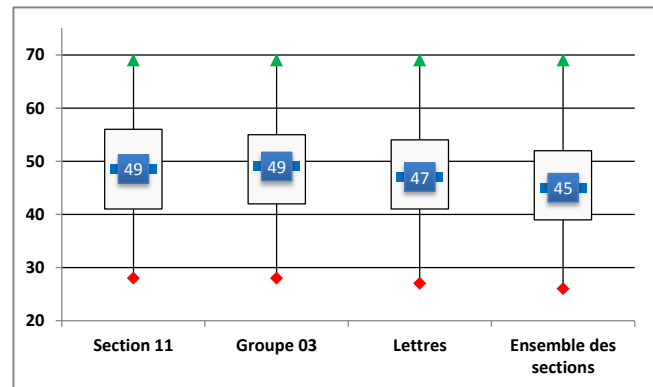 70
60
50
40
30
20
49
49
47
45
Section 11
Groupe 03
Lettres
Ensemble des
sections